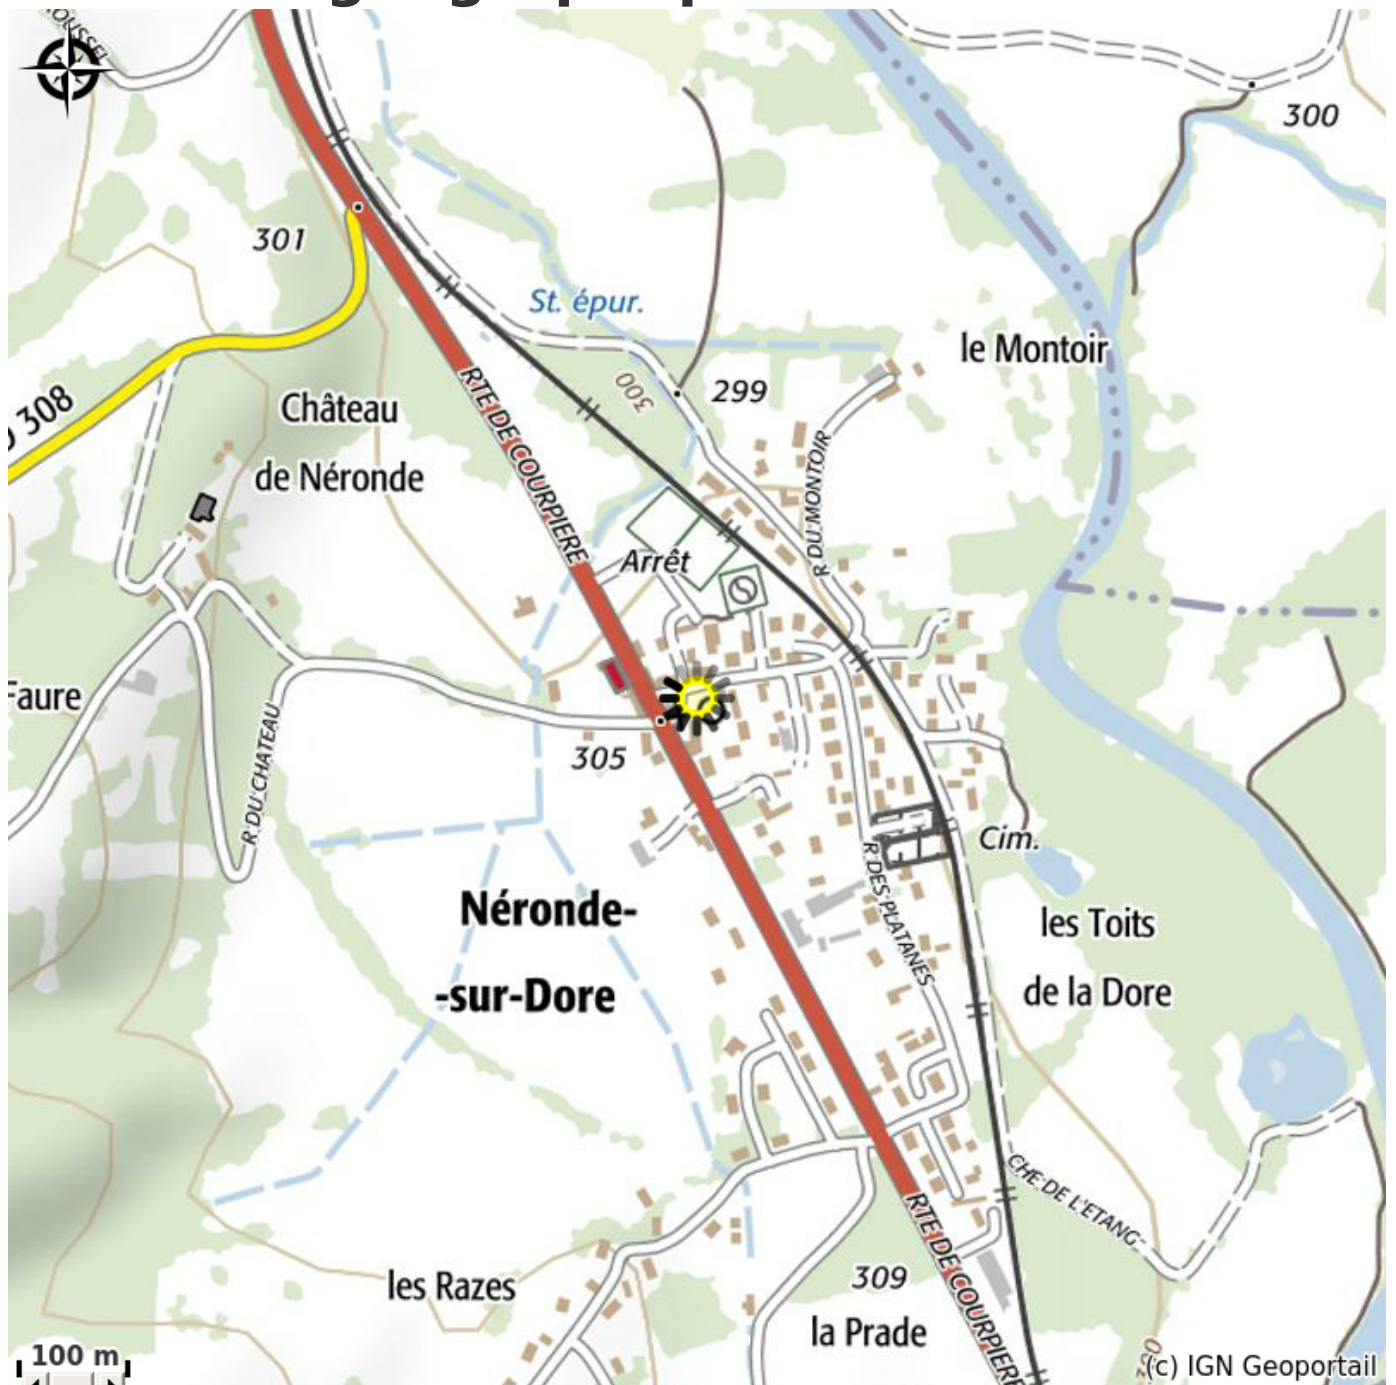 300
301
St. épur.
le Montoir
300
299
308
Château
de Néronde
RTE DE COURPIERE
R DU MONTOIR
Arrêt
Faure
R DU CHATEAU
305
Cim.
R DES PLATANES
Néronde-
-sur-Dore
les Toits
de la Dore
CHE DE L'ETANG
RTE DE COURPIERE
les Razes
309
la Prade
100 m
(c) IGN Geoportail